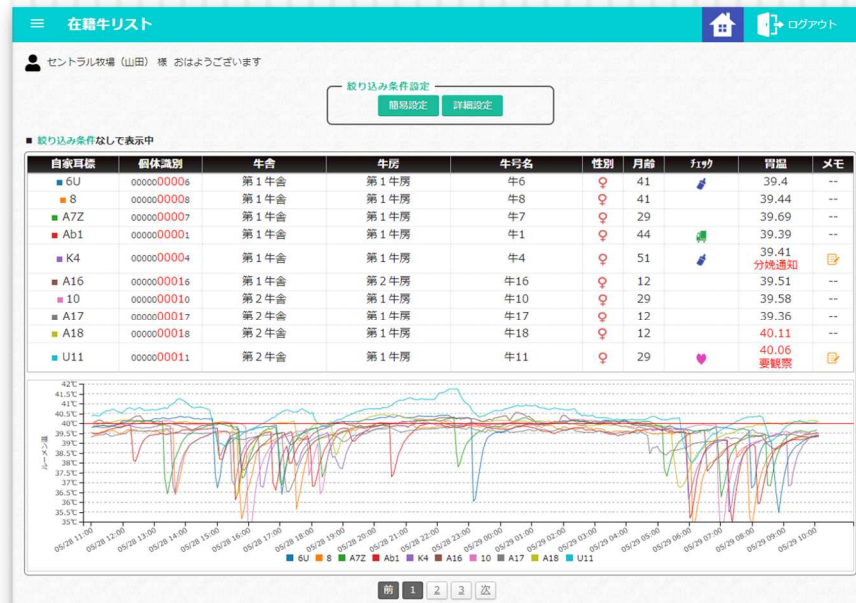 在籍牛リスト ログアウト
セントラル牧場（山田） 様 おはようございます
絞り込み条件設定
簡易設定 詳細設定
■ 絞り込み条件なしで表示中
自家耳標 個体識別 牛舎 牛房 牛号名 性別 月齢 ﾁｪｯｸ 胃温 メモ
6U 0000000006 第１牛舎 第１牛房 牛6 ♀ 41 39.4 --
8 0000000008 第１牛舎 第１牛房 牛8 ♀ 41 39.44 --
A7Z 0000000007 第１牛舎 第１牛房 牛7 ♀ 29 39.69 --
Ab1 0000000001 第１牛舎 第１牛房 牛1 ♀ 44 39.39 --
K4 0000000004 第１牛舎 第１牛房 牛4 ♀ 51 39.41
分娩通知
A16 0000000016 第１牛舎 第２牛房 牛16 ♀ 12 39.51 --
10 0000000010 第２牛舎 第１牛房 牛10 ♀ 29 39.58 --
A17 0000000017 第２牛舎 第１牛房 牛17 ♀ 12 39.36 --
A18 0000000018 第２牛舎 第１牛房 牛18 ♀ 12 40.11 --
U11 0000000011 第２牛舎 第１牛房 牛11 ♀ 29 40.06
要観察
ルーメン温
42℃
41.5℃
41℃
40.5℃
40℃
39.5℃
39℃
38.5℃
38℃
37.5℃
37℃
36.5℃
36℃
35.5℃
35℃
05/28 11:00 05/28 12:00 05/28 13:00 05/28 14:00 05/28 15:00 05/28 16:00 05/28 17:00 05/28 18:00 05/28 19:00 05/28 20:00 05/28 21:00 05/28 22:00 05/28 23:00 05/29 00:00 05/29 01:00 05/29 02:00 05/29 03:00 05/29 04:00 05/29 05:00 05/29 06:00 05/29 07:00 05/29 08:00 05/29 09:00 05/29 10:00
6U 8 A7Z Ab1 K4 A16 10 A17 A18 U11
前 1 2 3 次